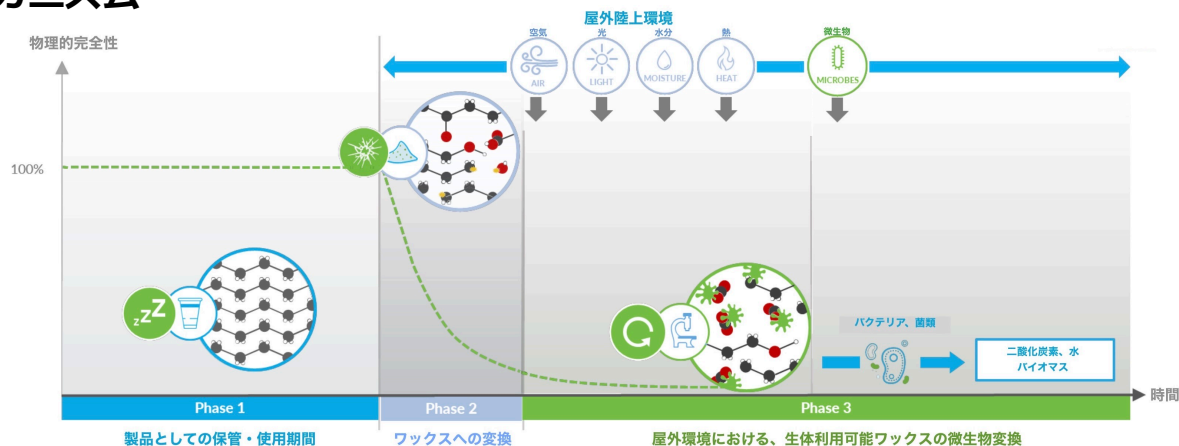 カニズム
屋外陸上環境
物理的完全性
空気
光
水分
熱
微生物
AIR
LIGHT
MOISTURE
HEAT
MICROBES
100%
zzZ
バクテリア、菌類
二酸化炭素、水
バイオマス
時間
Phase 1
Phase 2
Phase 3
製品としての保管・使用期間
ワックスへの変換
屋外環境における、生体利用可能ワックスの微生物変換